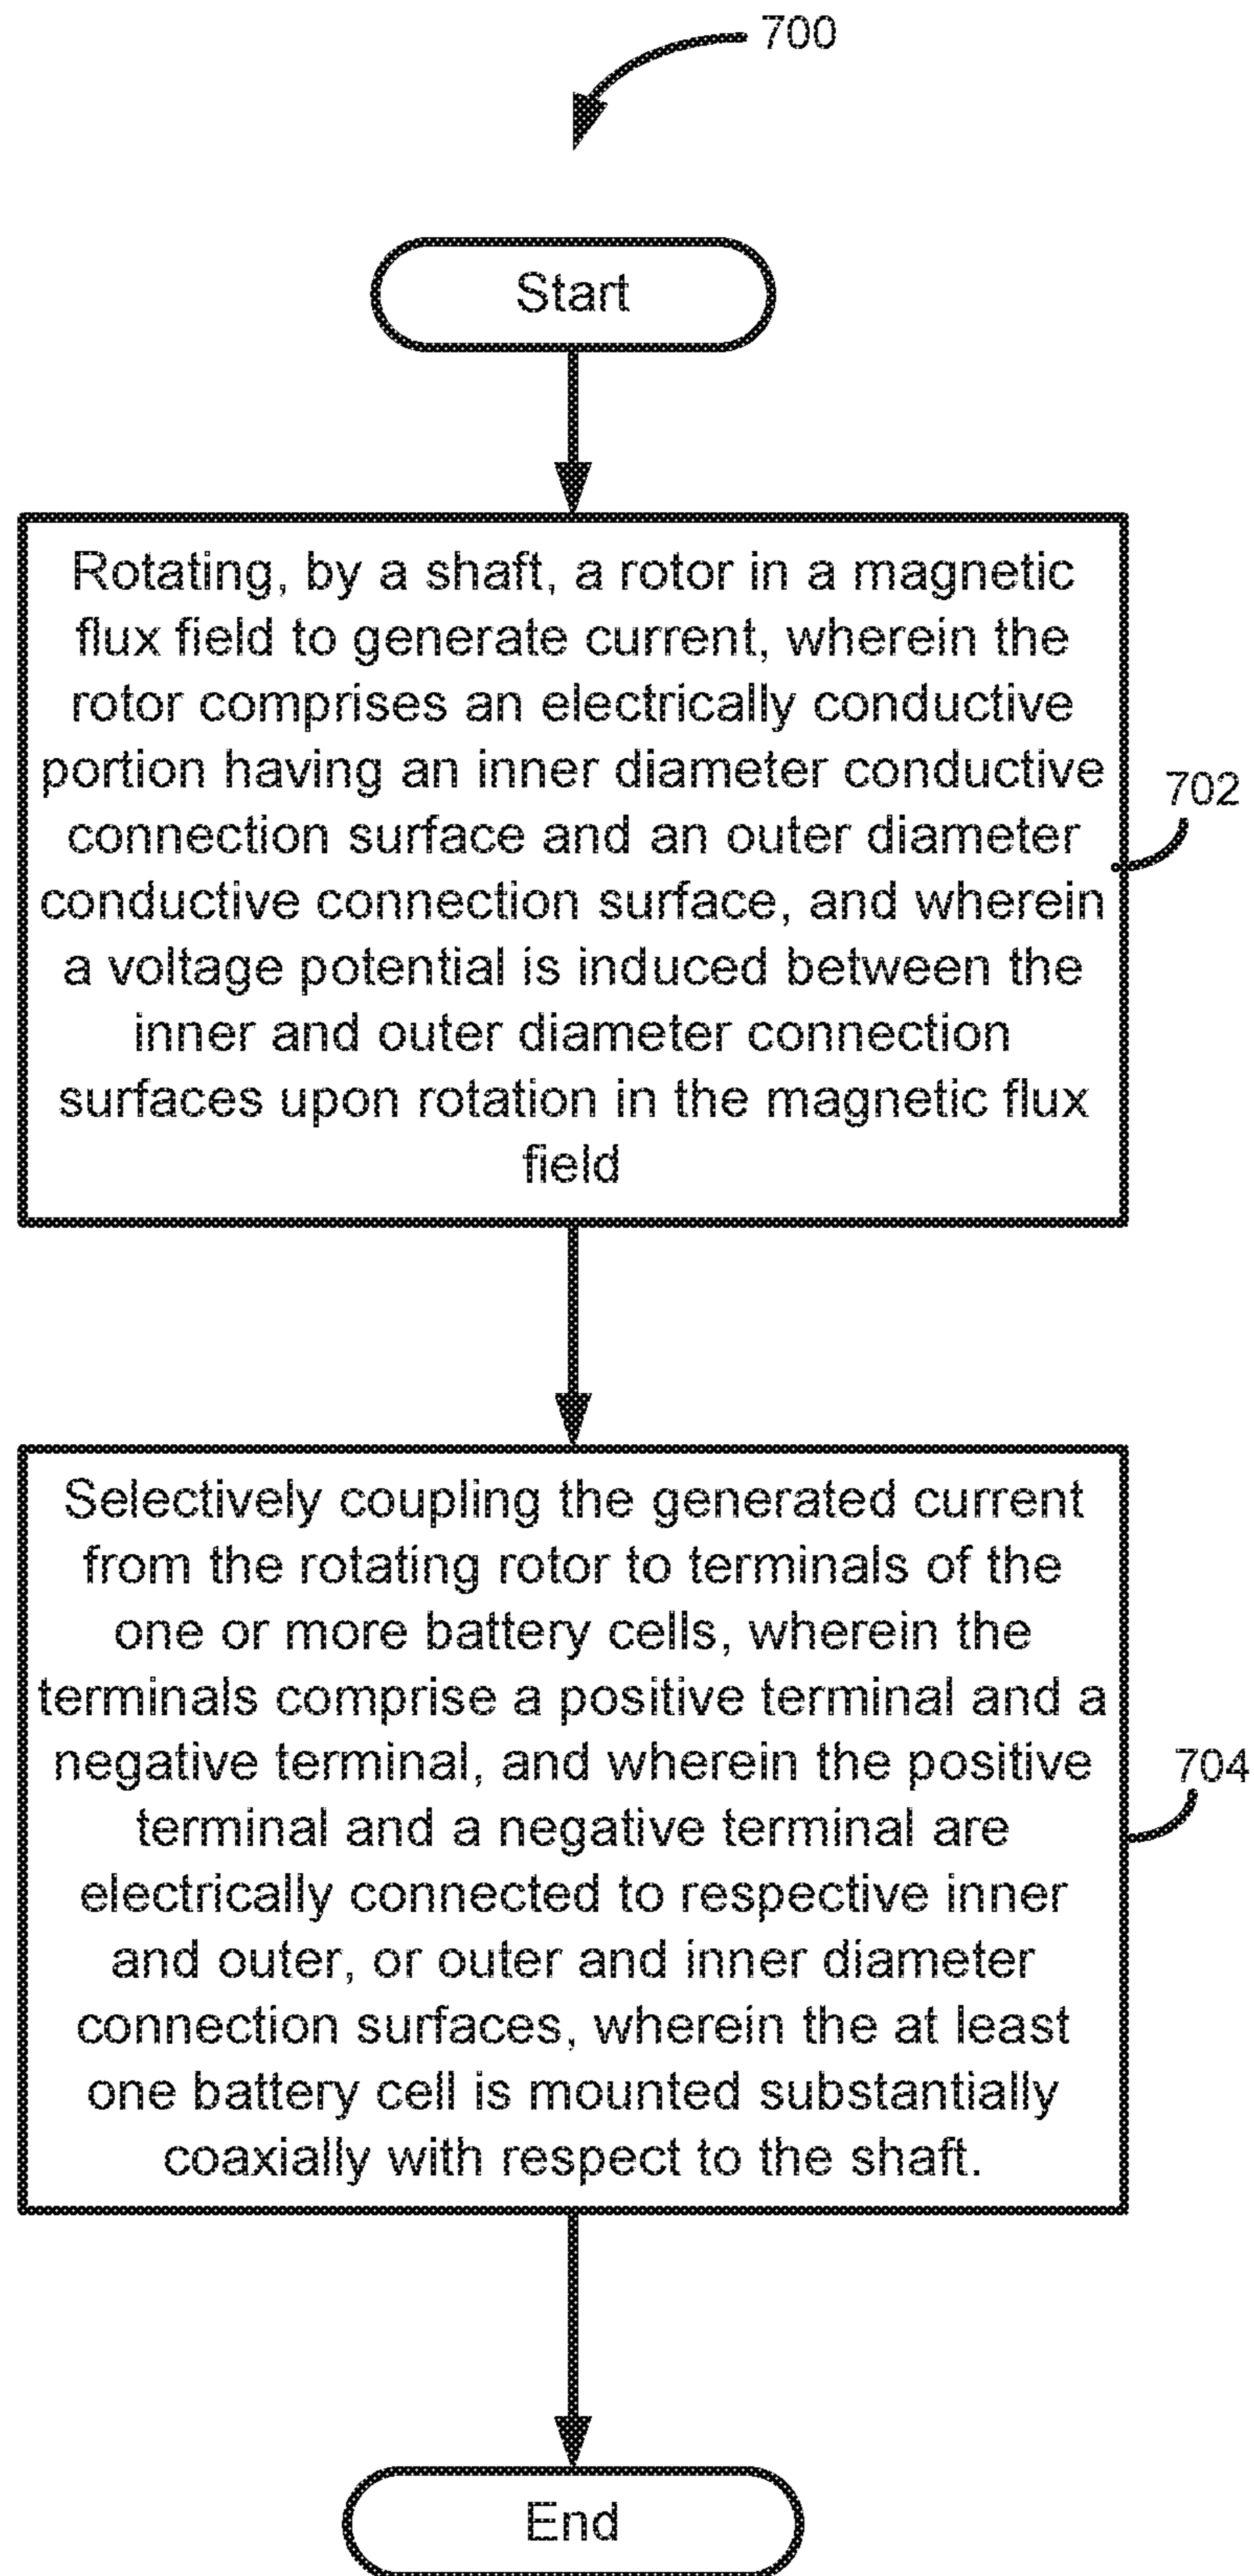 700
Start
Rotating, by a shaft, a rotor in a magnetic
flux field to generate current, wherein the
rotor comprises an electrically conductive
portion having an inner diameter conductive
connection surface and an outer diameter
conductive connection surface, and wherein
a voltage potential is induced between the
inner and outer diameter connection
surfaces upon rotation in the magnetic flux
field
702
Selectively coupling the generated current
from the rotating rotor to terminals of the
one or more battery cells, wherein the
terminals comprise a positive terminal and a
negative terminal, and wherein the positive
terminal and a negative terminal are
electrically connected to respective inner
and outer, or outer and inner diameter
connection surfaces, wherein the at least
one battery cell is mounted substantially
coaxially with respect to the shaft.
704
End